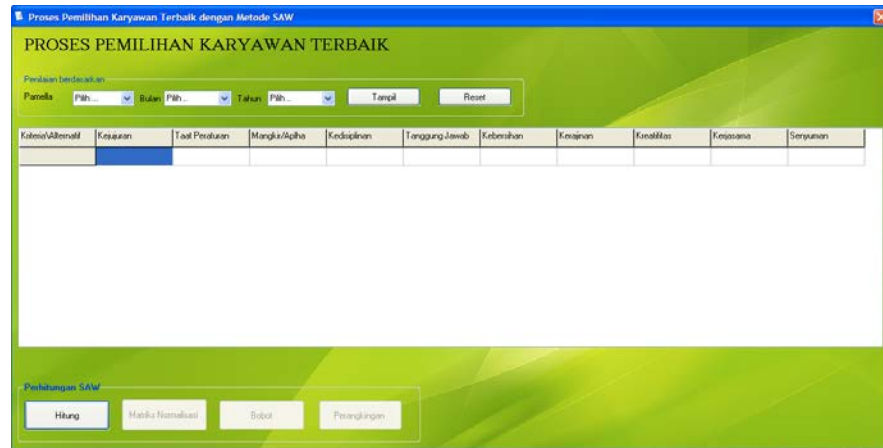 Proses Pemilihan Karyawan Terbaik dengan Metode SAW
PROSES PEMILIHAN KARYAWAN TERBAIK
Penilaian berdasarkan
Pamella Pilih... Bulan Pilih... Tahun Pilih... Tampil Reset
Kriteria\Alternatif Kejujuran Taat Peraturan Mangkir/Aplha Kedisiplinan Tanggung Jawab Kebersihan Kerajinan Kreatifitas Kerjasama Senyuman
Perhitungan SAW
Hitung Matriks Normalisasi Bobot Perangkingan